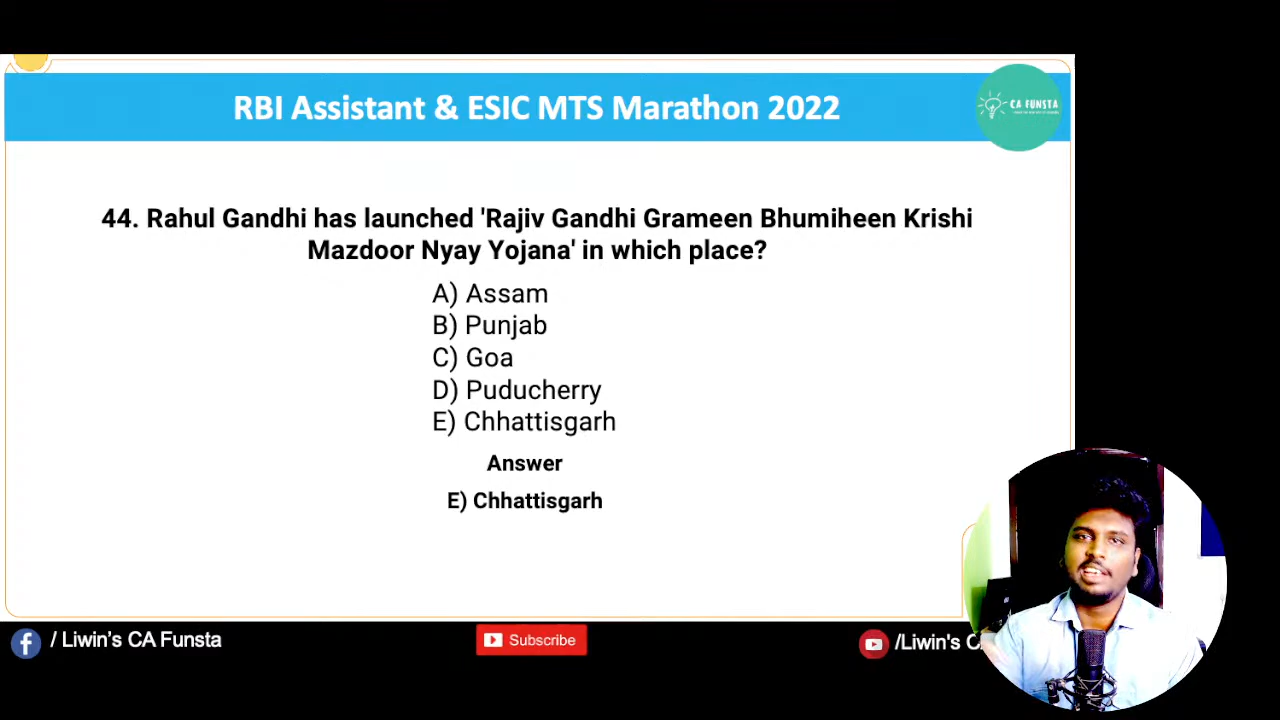 RBI Assistant & ESIC MTS Marathon 2022
CA FUNSTA
44. Rahul Gandhi has launched 'Rajiv Gandhi Grameen Bhumiheen Krishi
Mazdoor Nyay Yojana' in which place?
A) Assam
B) Punjab
C) Goa
D) Puducherry
E) Chhattisgarh
Answer
E) Chhattisgarh
/ Liwin's CA Funsta
Subscribe
/Liwin's